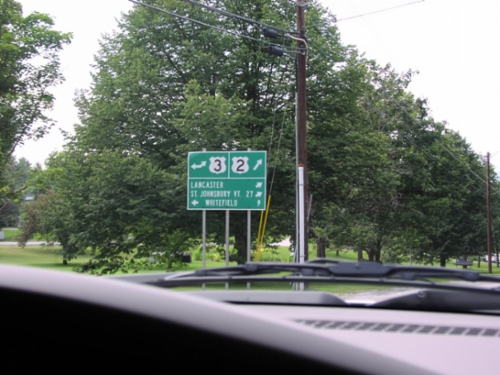 3 2
LANCASTER
ST. JOHNSBURY VT. 27
WHITEFIELD